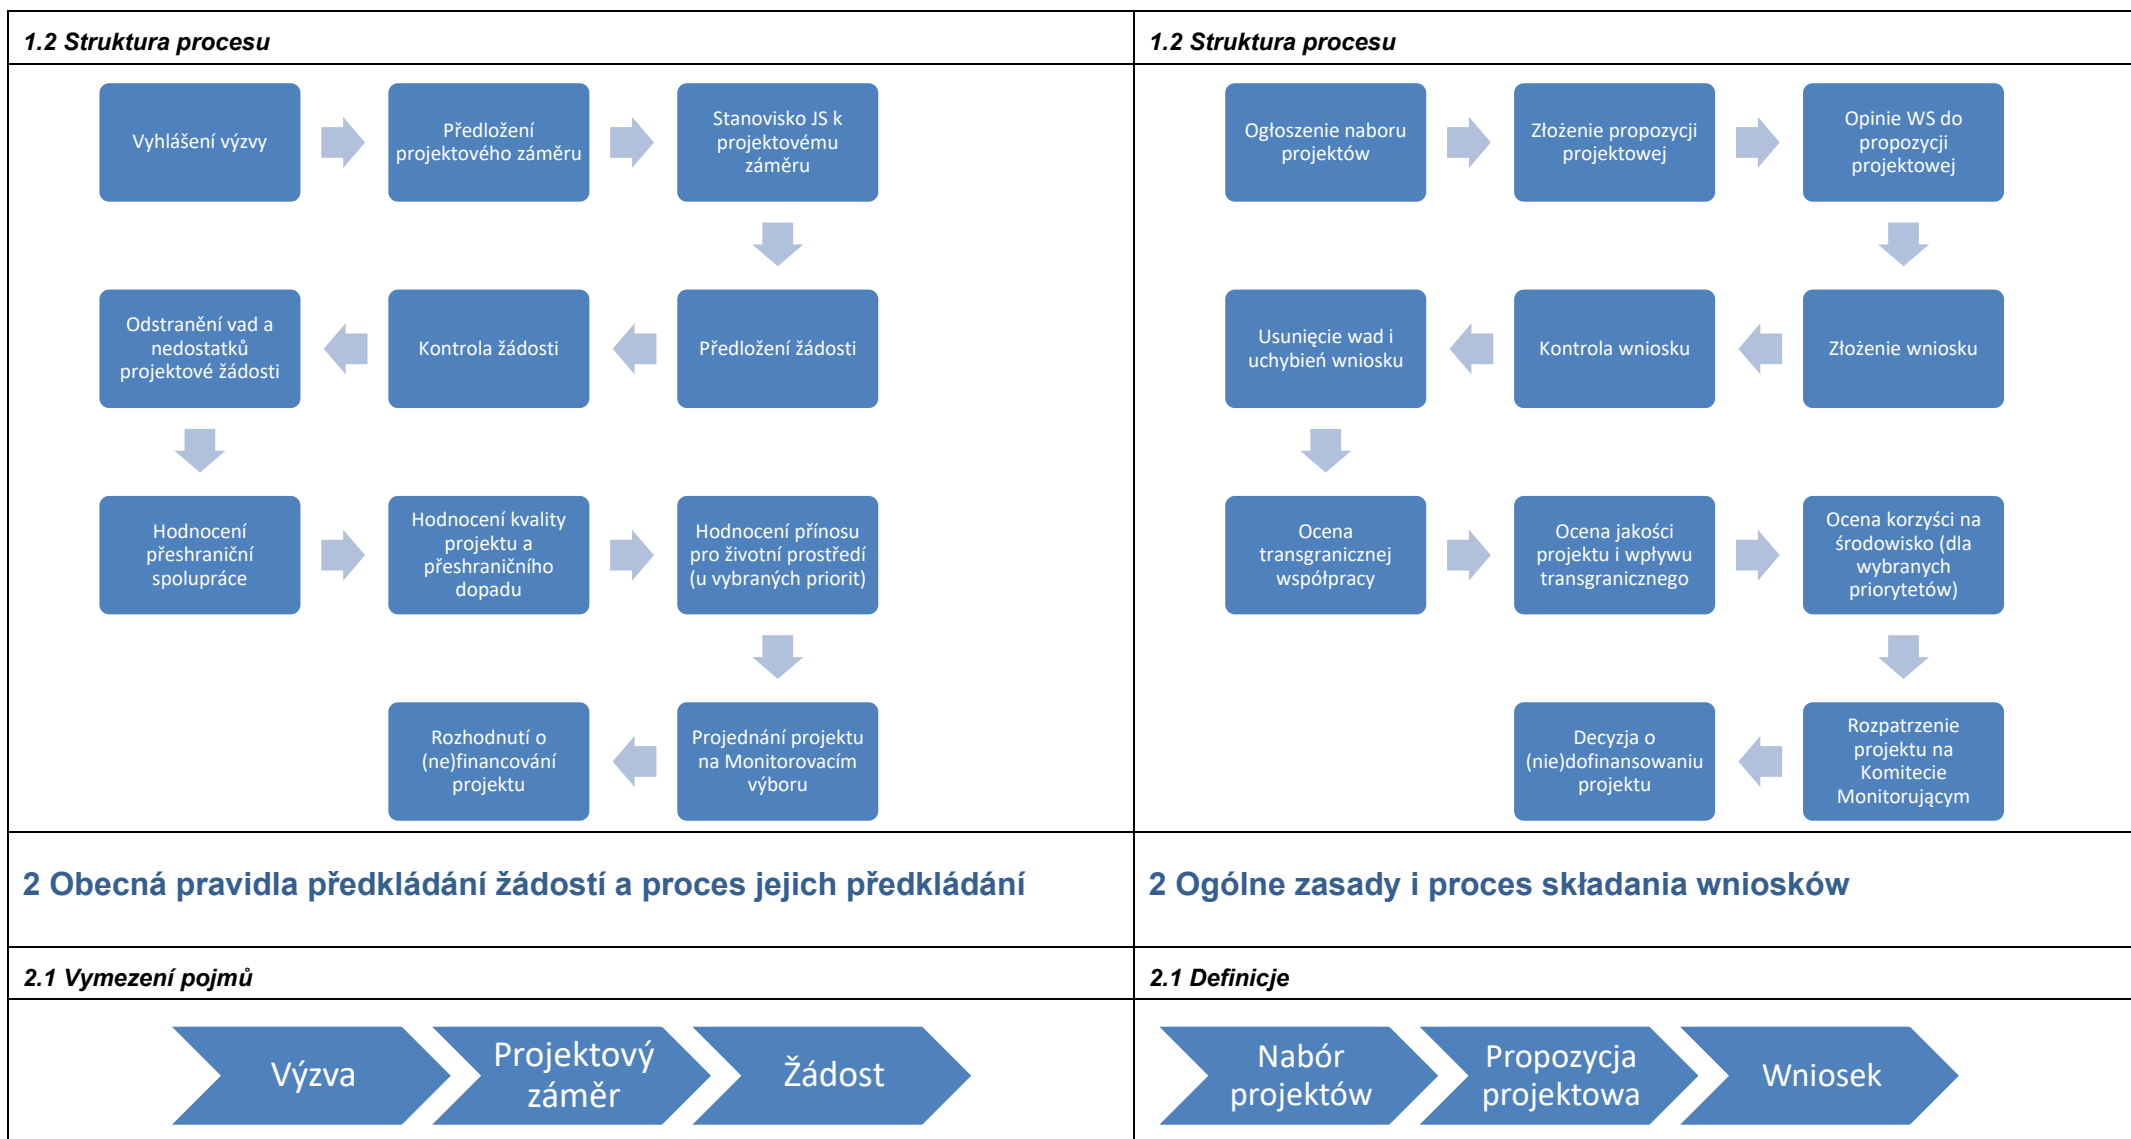 1.2 Struktura procesu
Vyhlášení výzvy
Předložení
projektového záměru
Stanovisko JS k
projektovému
záměru
Předložení žádosti
Kontrola žádosti
Odstranění vad a
nedostatků
projektové žádosti
Hodnocení
přeshraniční
spolupráce
Hodnocení kvality
projektu a
přeshraničního
dopadu
Hodnocení přínosu
pro životní prostředí
(u vybraných priorit)
Projednání projektu
na Monitorovacím
výboru
Rozhodnutí o
(ne)financování
projektu
1.2 Struktura procesu
Ogłoszenie naboru
projektów
Złożenie propozycji
projektowej
Opinie WS do
propozycji
projektowej
Złożenie wniosku
Kontrola wniosku
Usunięcie wad i
uchybień wniosku
Ocena
transgranicznej
współpracy
Ocena jakości
projektu i wpływu
transgranicznego
Ocena korzyści na
środowisko (dla
wybranych
priorytetów)
Rozpatrzenie
projektu na
Komitecie
Monitorującym
Decyzja o
(nie)dofinansowaniu
projektu
2 Obecná pravidla předkládání žádostí a proces jejich předkládání
2 Ogólne zasady i proces składania wniosków
2.1 Vymezení pojmů
2.1 Definicje
Výzva
Projektový
záměr
Žádost
Nabór
projektów
Propozycja
projektowa
Wniosek